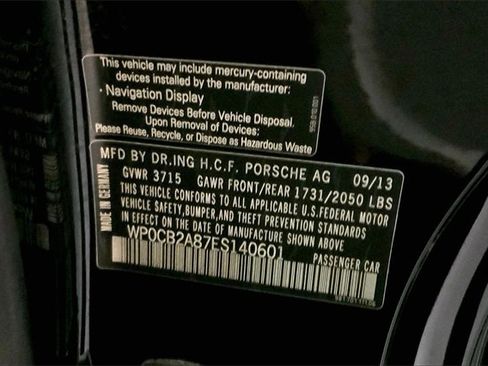 This vehicle may include mercury-containing
devices installed by the manufacturer:
· Navigation Display
Remove Devices Before Vehicle Disposal.
Upon Removal of Devices:
Please Reuse, Recycle, or Dispose as Hazardous Waste
MFD BY DR.ING H.C.F. PORSCHE AG 09/13
GVWR 3715 GAWR FRONT/REAR 1731/2050 LBS
THIS VEHICLE CONFORMS TO ALL APPLICABLE U.S.FEDERAL MOTOR
VEHICLE SAFETY,BUMPER,AND THEFT PREVENTION STANDARDS
IN EFFECT ON THE DATE OF MANUFACTURE SHOWN ABOVE.
WP0CB2A87ES140601 PASSENGER CAR
MADE IN GERMANY